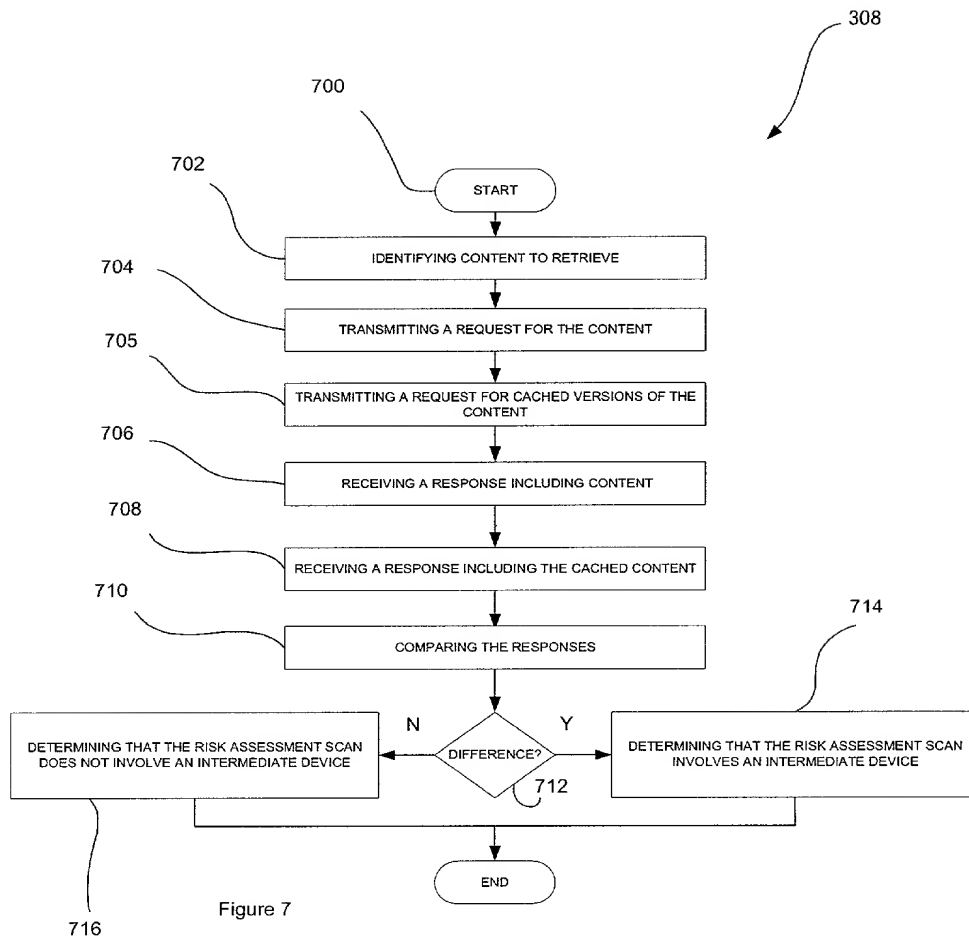 308
700
START
702
IDENTIFYING CONTENT TO RETRIEVE
704
TRANSMITTING A REQUEST FOR THE CONTENT
705
TRANSMITTING A REQUEST FOR CACHED VERSIONS OF THE
CONTENT
706
RECEIVING A RESPONSE INCLUDING CONTENT
708
RECEIVING A RESPONSE INCLUDING THE CACHED CONTENT
710
COMPARING THE RESPONSES
714
N
Y
DIFFERENCE?
712
DETERMINING THAT THE RISK ASSESSMENT SCAN
DOES NOT INVOLVE AN INTERMEDIATE DEVICE
DETERMINING THAT THE RISK ASSESSMENT SCAN
INVOLVES AN INTERMEDIATE DEVICE
END
Figure 7
716